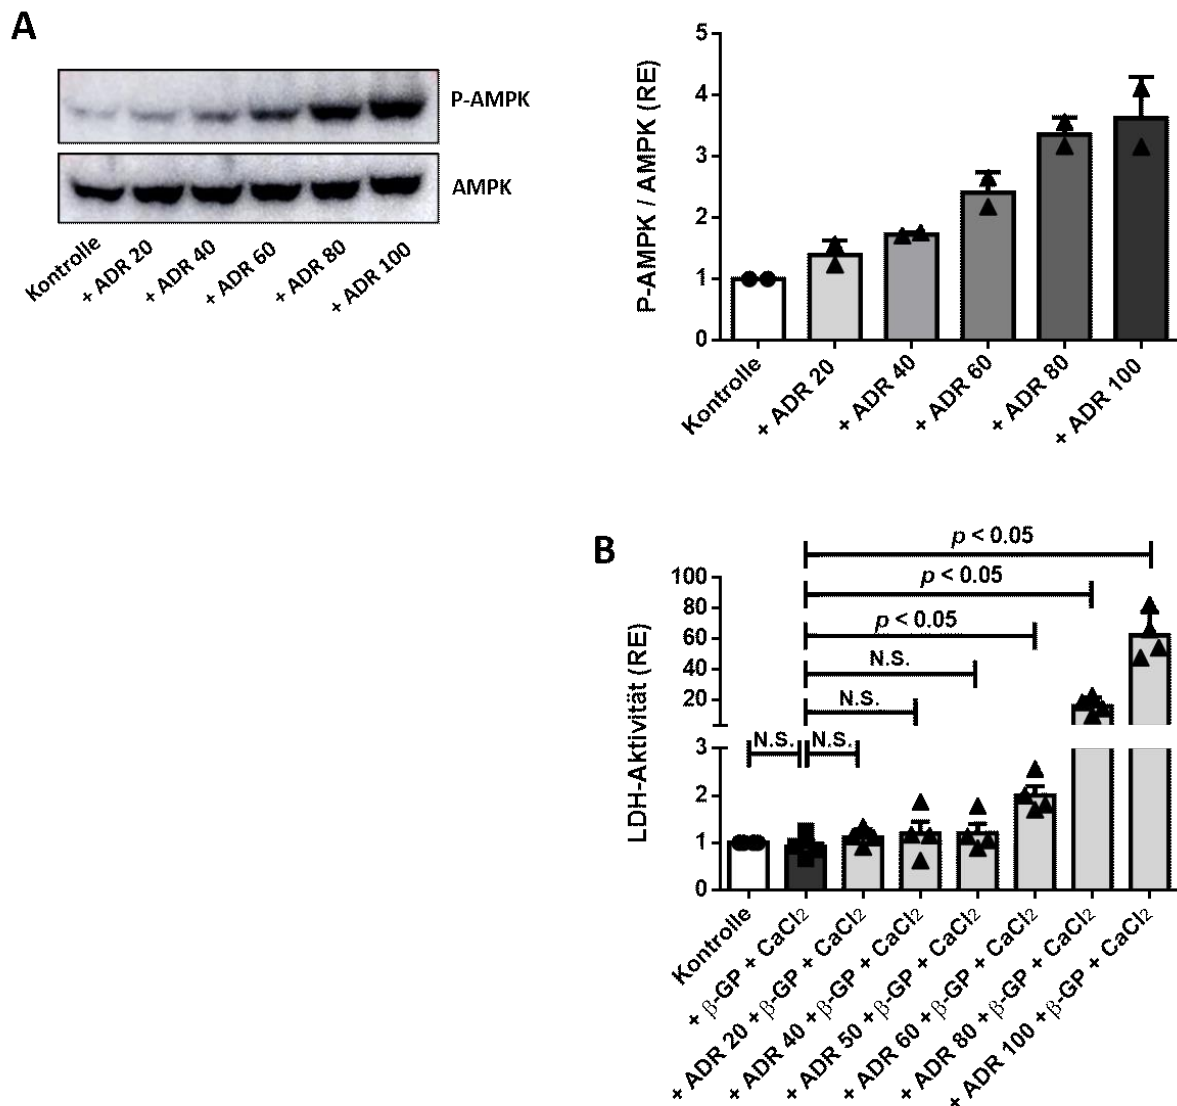 A
P-AMPK
AMPK
Kontrolle
+ ADR 20
+ ADR 40
+ ADR 60
+ ADR 80
+ ADR 100
P-AMPK / AMPK (RE)
5
4
3
2
1
0
Kontrolle
+ ADR 20
+ ADR 40
+ ADR 60
+ ADR 80
+ ADR 100
B
LDH-Aktivität (RE)
p < 0.05
p < 0.05
p < 0.05
N.S.
N.S.
N.S.
N.S.
100
80
60
40
20
3
2
1
0
Kontrolle
+ β-GP + CaCl₂
+ ADR 20 + β-GP + CaCl₂
+ ADR 40 + β-GP + CaCl₂
+ ADR 50 + β-GP + CaCl₂
+ ADR 60 + β-GP + CaCl₂
+ ADR 80 + β-GP + CaCl₂
+ ADR 100 + β-GP + CaCl₂